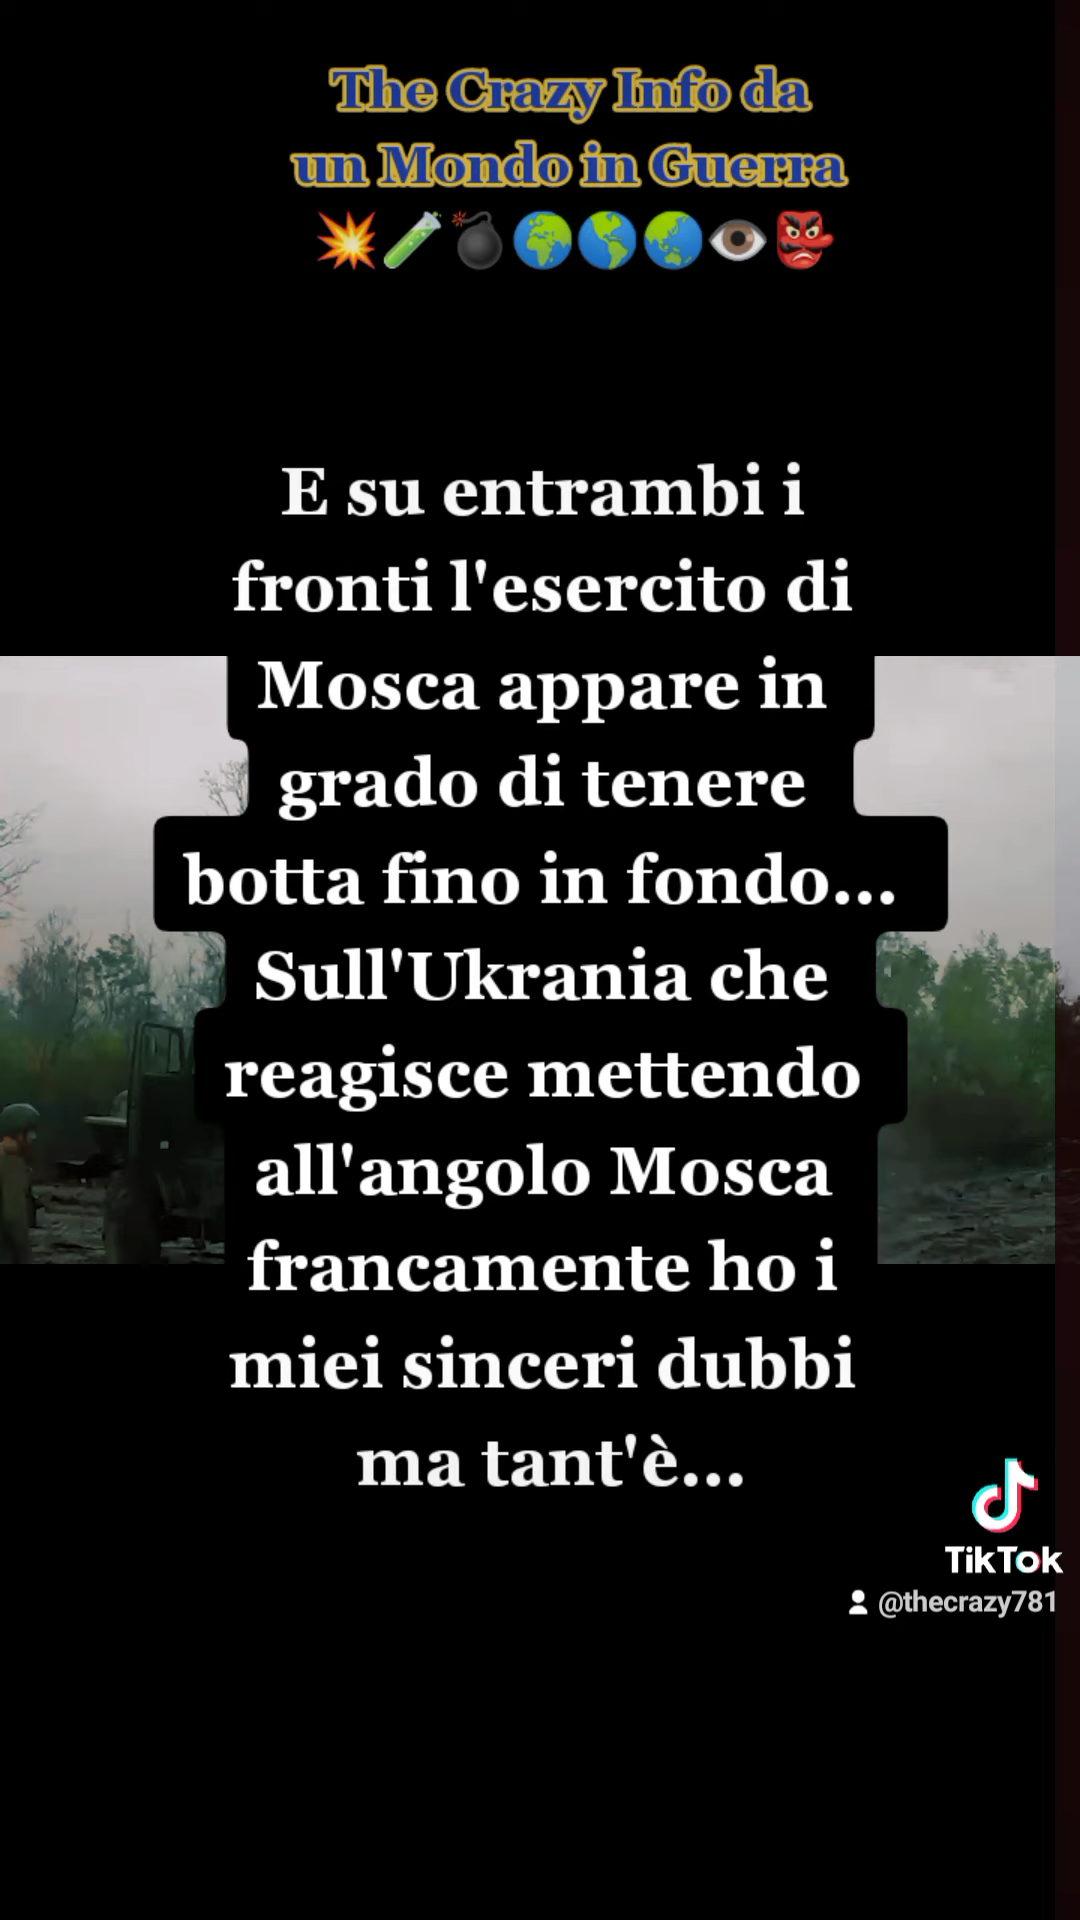 The Crazy Info da
un Mondo in Guerra
💥🧪💣🌍🌎🌏👁️👺
E su entrambi i
fronti l'esercito di
Mosca appare in
grado di tenere
botta fino in fondo...
Sull'Ukrania che
reagisce mettendo
all'angolo Mosca
francamente ho i
miei sinceri dubbi
ma tant'è...
TikTok
@thecrazy781